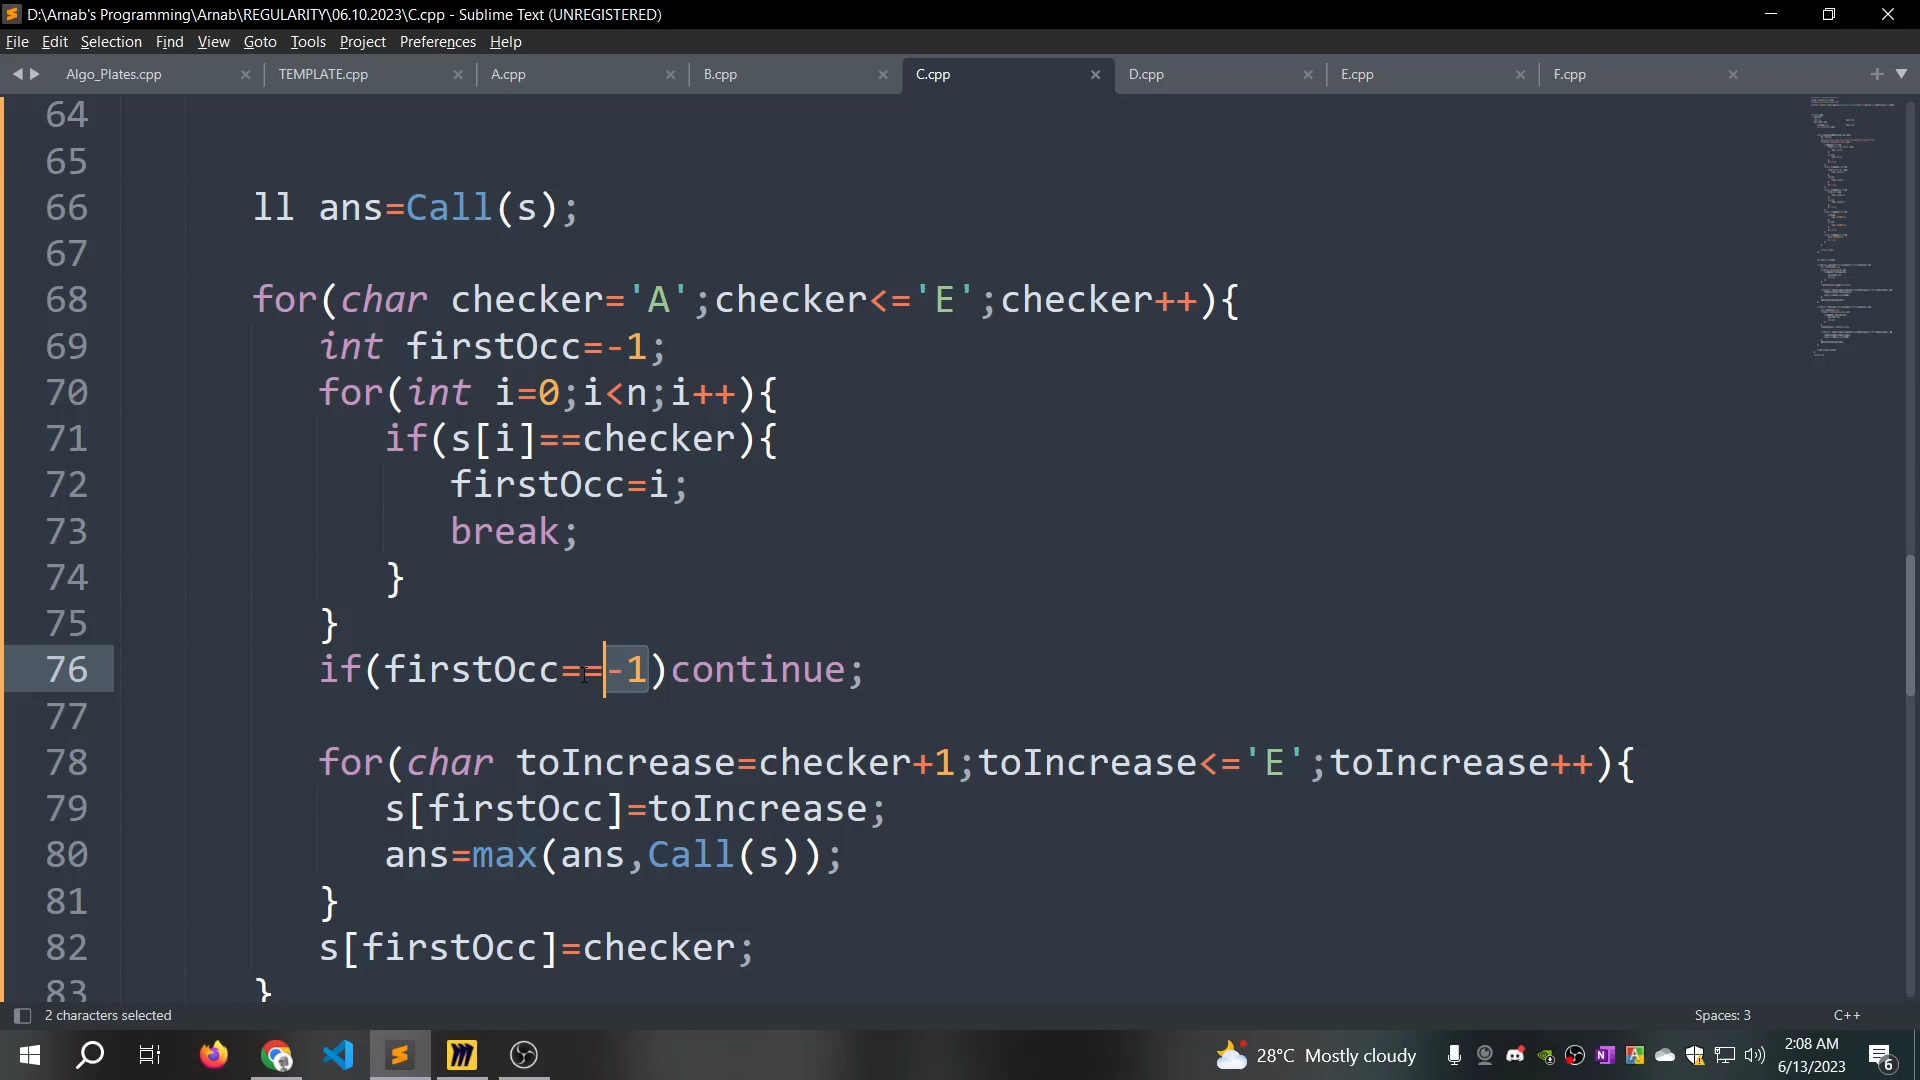 D:\Arnab's Programming\Arnab\REGULARITY\06.10.2023\C.cpp - Sublime Text (UNREGISTERED)
File Edit Selection Find View Goto Tools Project Preferences Help
Algo_Plates.cpp TEMPLATE.cpp A.cpp B.cpp C.cpp D.cpp E.cpp F.cpp
64
65
66 ll ans=Call(s);
67
68 for(char checker='A';checker<='E';checker++){
69 int firstOcc=-1;
70 for(int i=0;i<n;i++){
71 if(s[i]==checker){
72 firstOcc=i;
73 break;
74 }
75 }
76 if(firstOcc==-1)continue;
77
78 for(char toIncrease=checker+1;toIncrease<='E';toIncrease++){
79 s[firstOcc]=toIncrease;
80 ans=max(ans,Call(s));
81 }
82 s[firstOcc]=checker;
83 }
2 characters selected Spaces: 3 C++
28°C Mostly cloudy 2:08 AM
6/13/2023 6